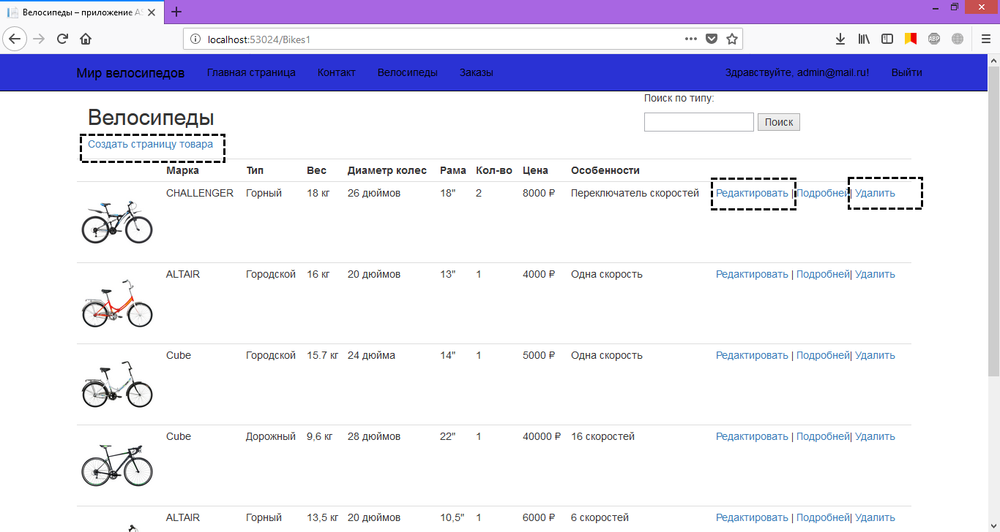 Велосипеды – приложение AS
localhost:53024/Bikes1
ABP
Мир велосипедов Главная страница Контакт Велосипеды Заказы Здравствуйте, admin@mail.ru! Выйти
Поиск по типу:
Велосипеды
Поиск
Создать страницу товара
Марка Тип Вес Диаметр колес Рама Кол-во Цена Особенности
CHALLENGER Горный 18 кг 26 дюймов 18" 2 8000 ₽ Переключатель скоростей Редактировать | Подробней| Удалить
ALTAIR Городской 16 кг 20 дюймов 13" 1 4000 ₽ Одна скорость Редактировать | Подробней| Удалить
Cube Городской 15.7 кг 24 дюйма 14" 1 5000 ₽ Одна скорость Редактировать | Подробней| Удалить
Cube Дорожный 9,6 кг 28 дюймов 22" 1 40000 ₽ 16 скоростей Редактировать | Подробней| Удалить
ALTAIR Горный 13,5 кг 20 дюймов 10,5" 1 6000 ₽ 6 скоростей Редактировать | Подробней| Удалить